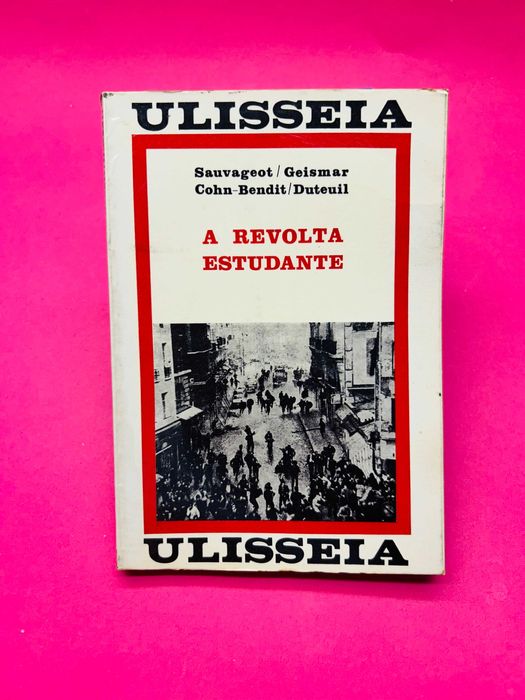 ULISSEIA
Sauvageot / Geismar
Cohn-Bendit / Duteuil
A REVOLTA
ESTUDANTE
ULISSEIA